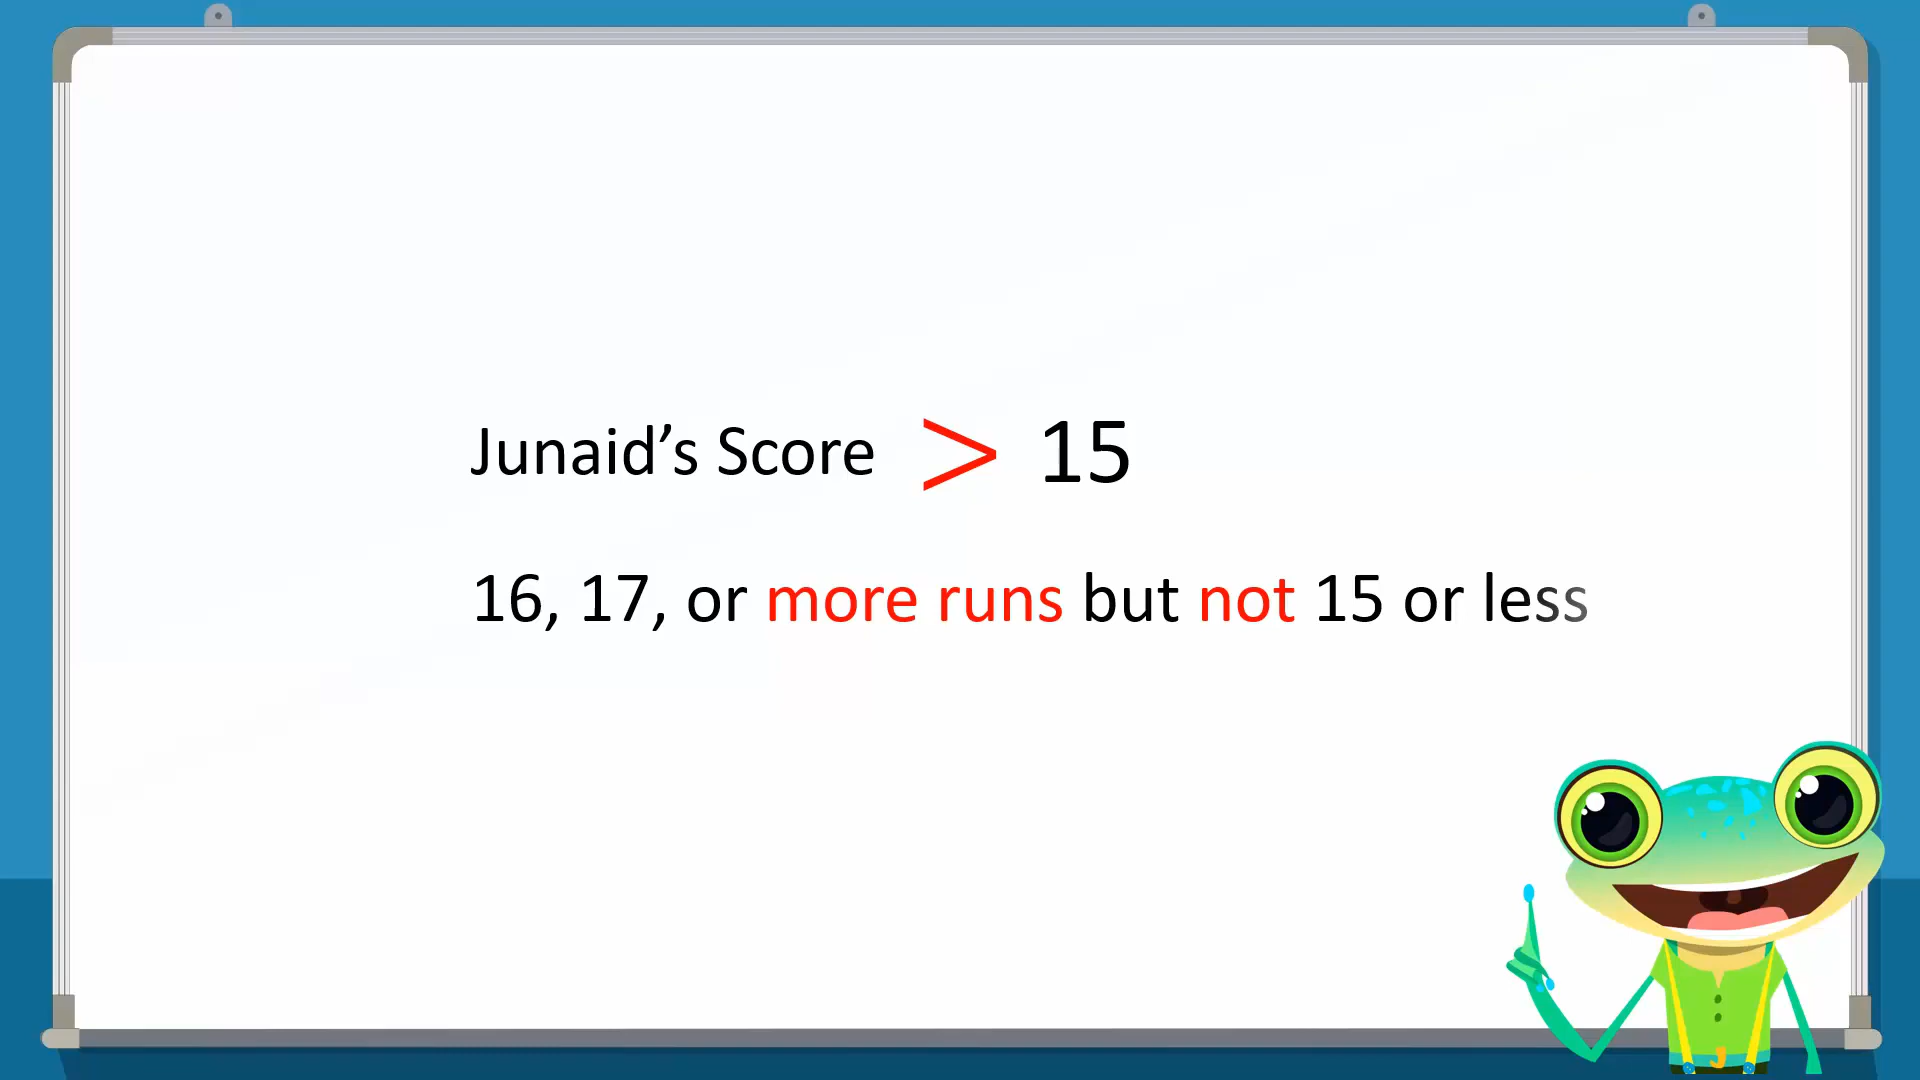 Junaid’s Score > 15
16, 17, or more runs but not 15 or less